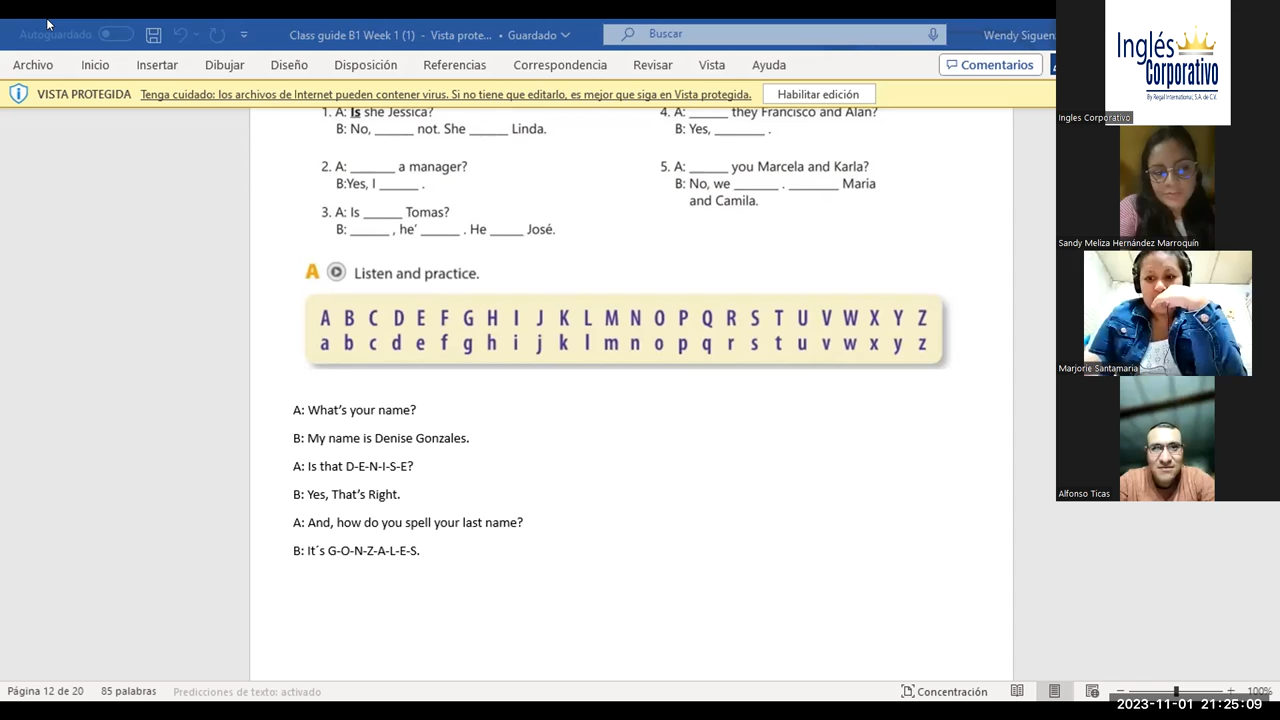 Autoguardado
Class guide B1 Week 1 (1) - Vista prote... • Guardado
Buscar
Wendy Siguen
Archivo Inicio Insertar Dibujar Diseño Disposición Referencias Correspondencia Revisar Vista Ayuda
Comentarios
VISTA PROTEGIDA Tenga cuidado: los archivos de Internet pueden contener virus. Si no tiene que editarlo, es mejor que siga en Vista protegida.
Habilitar edición
1. A: Is she Jessica?
B: No, ______ not. She ______ Linda.
2. A: _______ a manager?
B:Yes, I ______ .
3. A: Is ______ Tomas?
B: ______ , he' ______ . He _____ José.
4. A: ______ they Francisco and Alan?
B: Yes, ________ .
5. A: ______ you Marcela and Karla?
B: No, we _______ . ________ Maria
and Camila.
A Listen and practice.
A B C D E F G H I J K L M N O P Q R S T U V W X Y Z
a b c d e f g h i j k l m n o p q r s t u v w x y z
A: What's your name?
B: My name is Denise Gonzales.
A: Is that D-E-N-I-S-E?
B: Yes, That's Right.
A: And, how do you spell your last name?
B: It´s G-O-N-Z-A-L-E-S.
Página 12 de 20 85 palabras Predicciones de texto: activado
Concentración
100%
Inglés
Corporativo
By Regal International, S.A. de C.V.
Ingles Corporativo
Sandy Meliza Hernández Marroquín
Marjorie Santamaria
Alfonso Ticas
2023-11-01 21:25:09